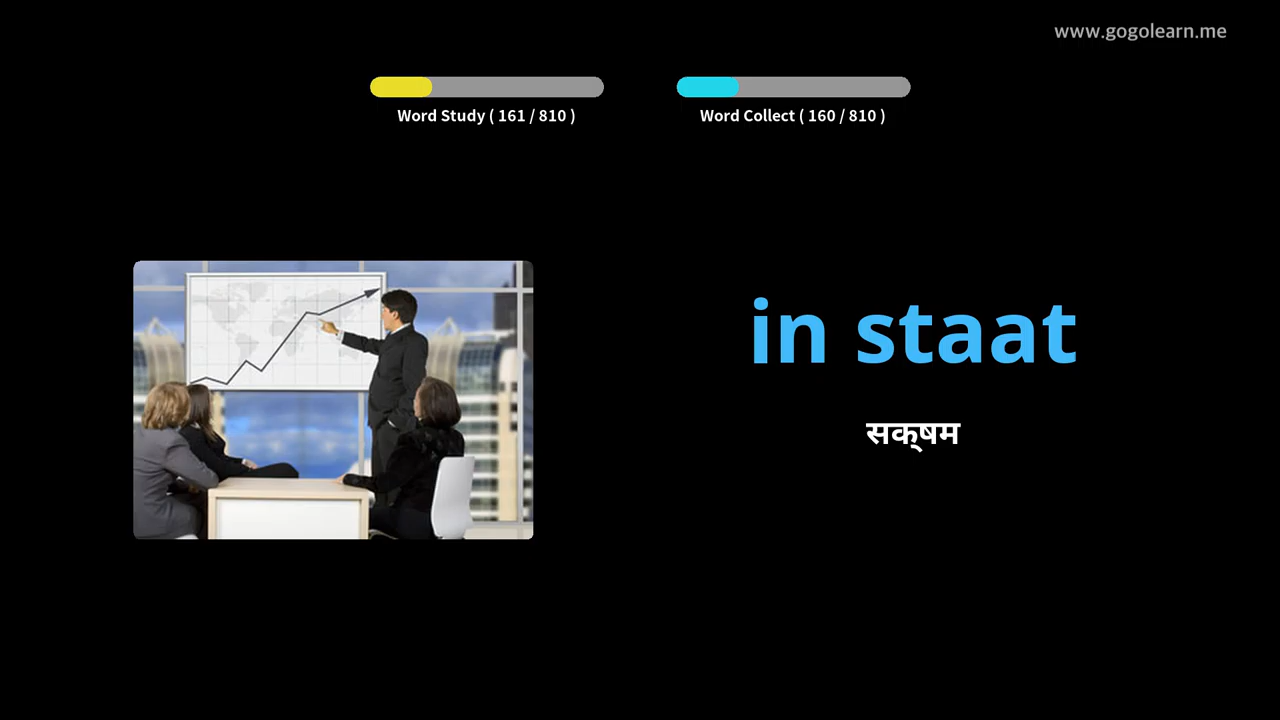 www.gogolearn.me
Word Study ( 161 / 810 )
Word Collect ( 160 / 810 )
in staat
सक्षम